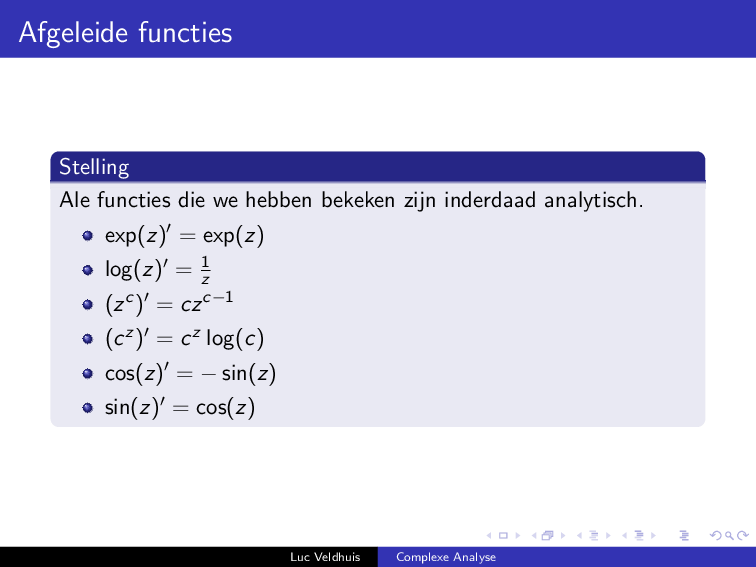 Afgeleide functies
Stelling
Ale functies die we hebben bekeken zijn inderdaad analytisch.
exp(z)′ = exp(z)
log(z)′ = 1/z
(z^c)′ = cz^{c−1}
(c^z)′ = c^z log(c)
cos(z)′ = − sin(z)
sin(z)′ = cos(z)
Luc Veldhuis Complexe Analyse